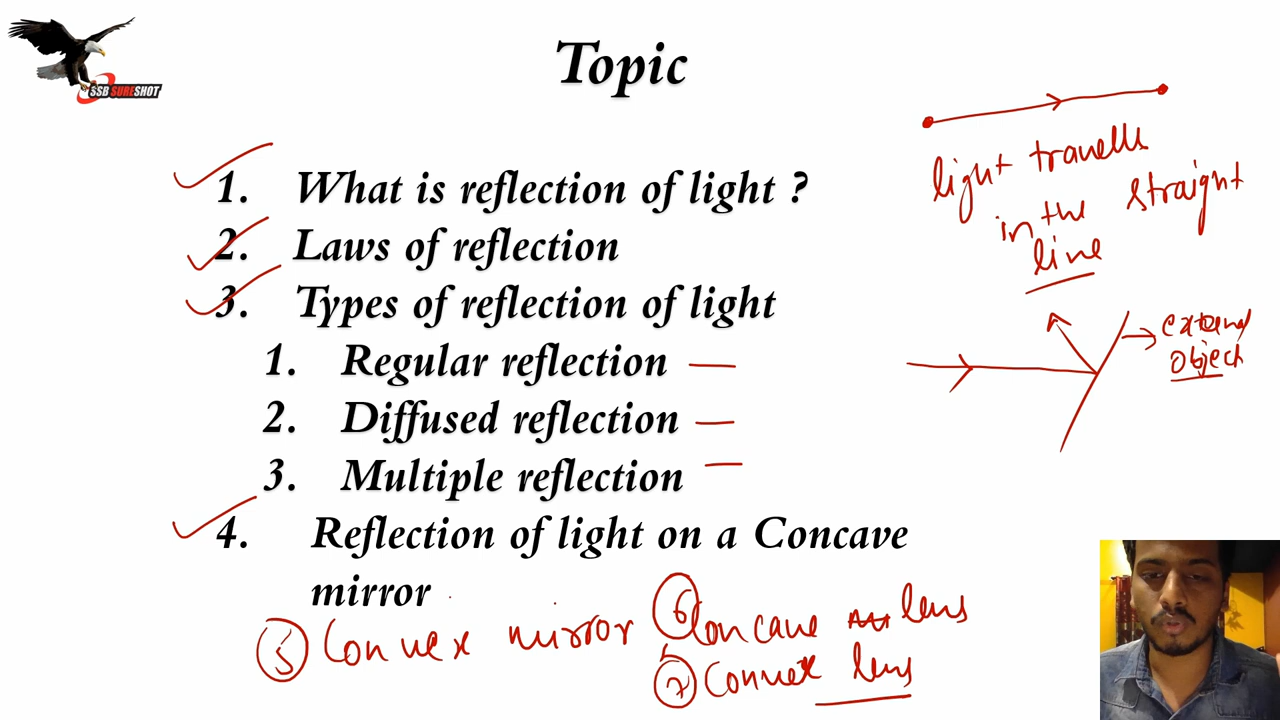 SSB SURESHOT
Topic
1. What is reflection of light ?
2. Laws of reflection
3. Types of reflection of light
1. Regular reflection
2. Diffused reflection
3. Multiple reflection
4. Reflection of light on a Concave
mirror
5 Convex mirror
6 Concave lens
7 Convex lens
light travells
in the straight
line
external
object